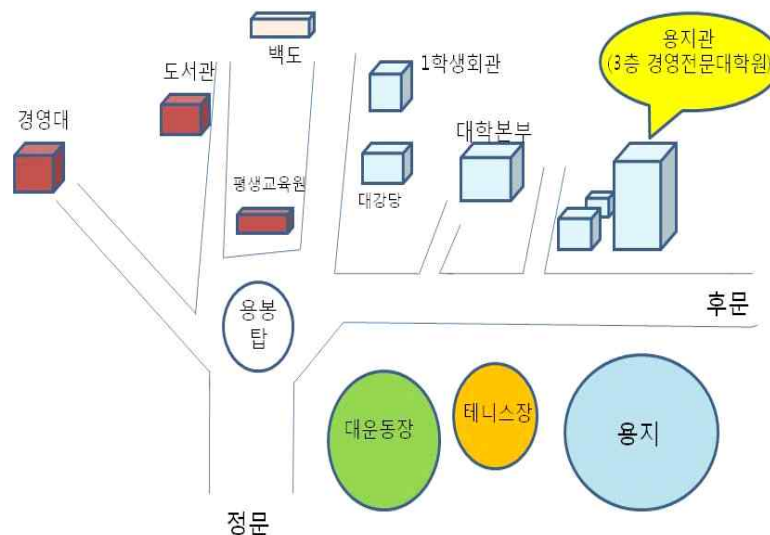 백도
1학생회관
용지관
(3층 경영전문대학원)
도서관
경영대
대학본부
평생교육원
대강당
후문
용봉
탑
대운동장
테니스장
용지
정문